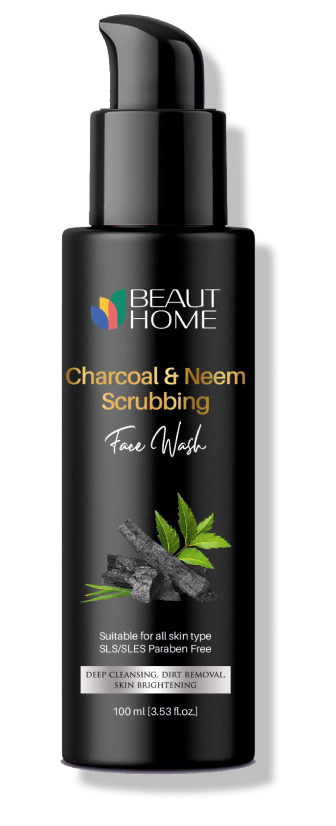 BEAUT
HOME
Charcoal & Neem
Scrubbing
Face Wash
Suitable for all skin type
SLS/SLES Paraben Free
DEEP CLEANSING, DIRT REMOVAL,
SKIN BRIGHTENING
100 ml [3.53 fl.oz.]